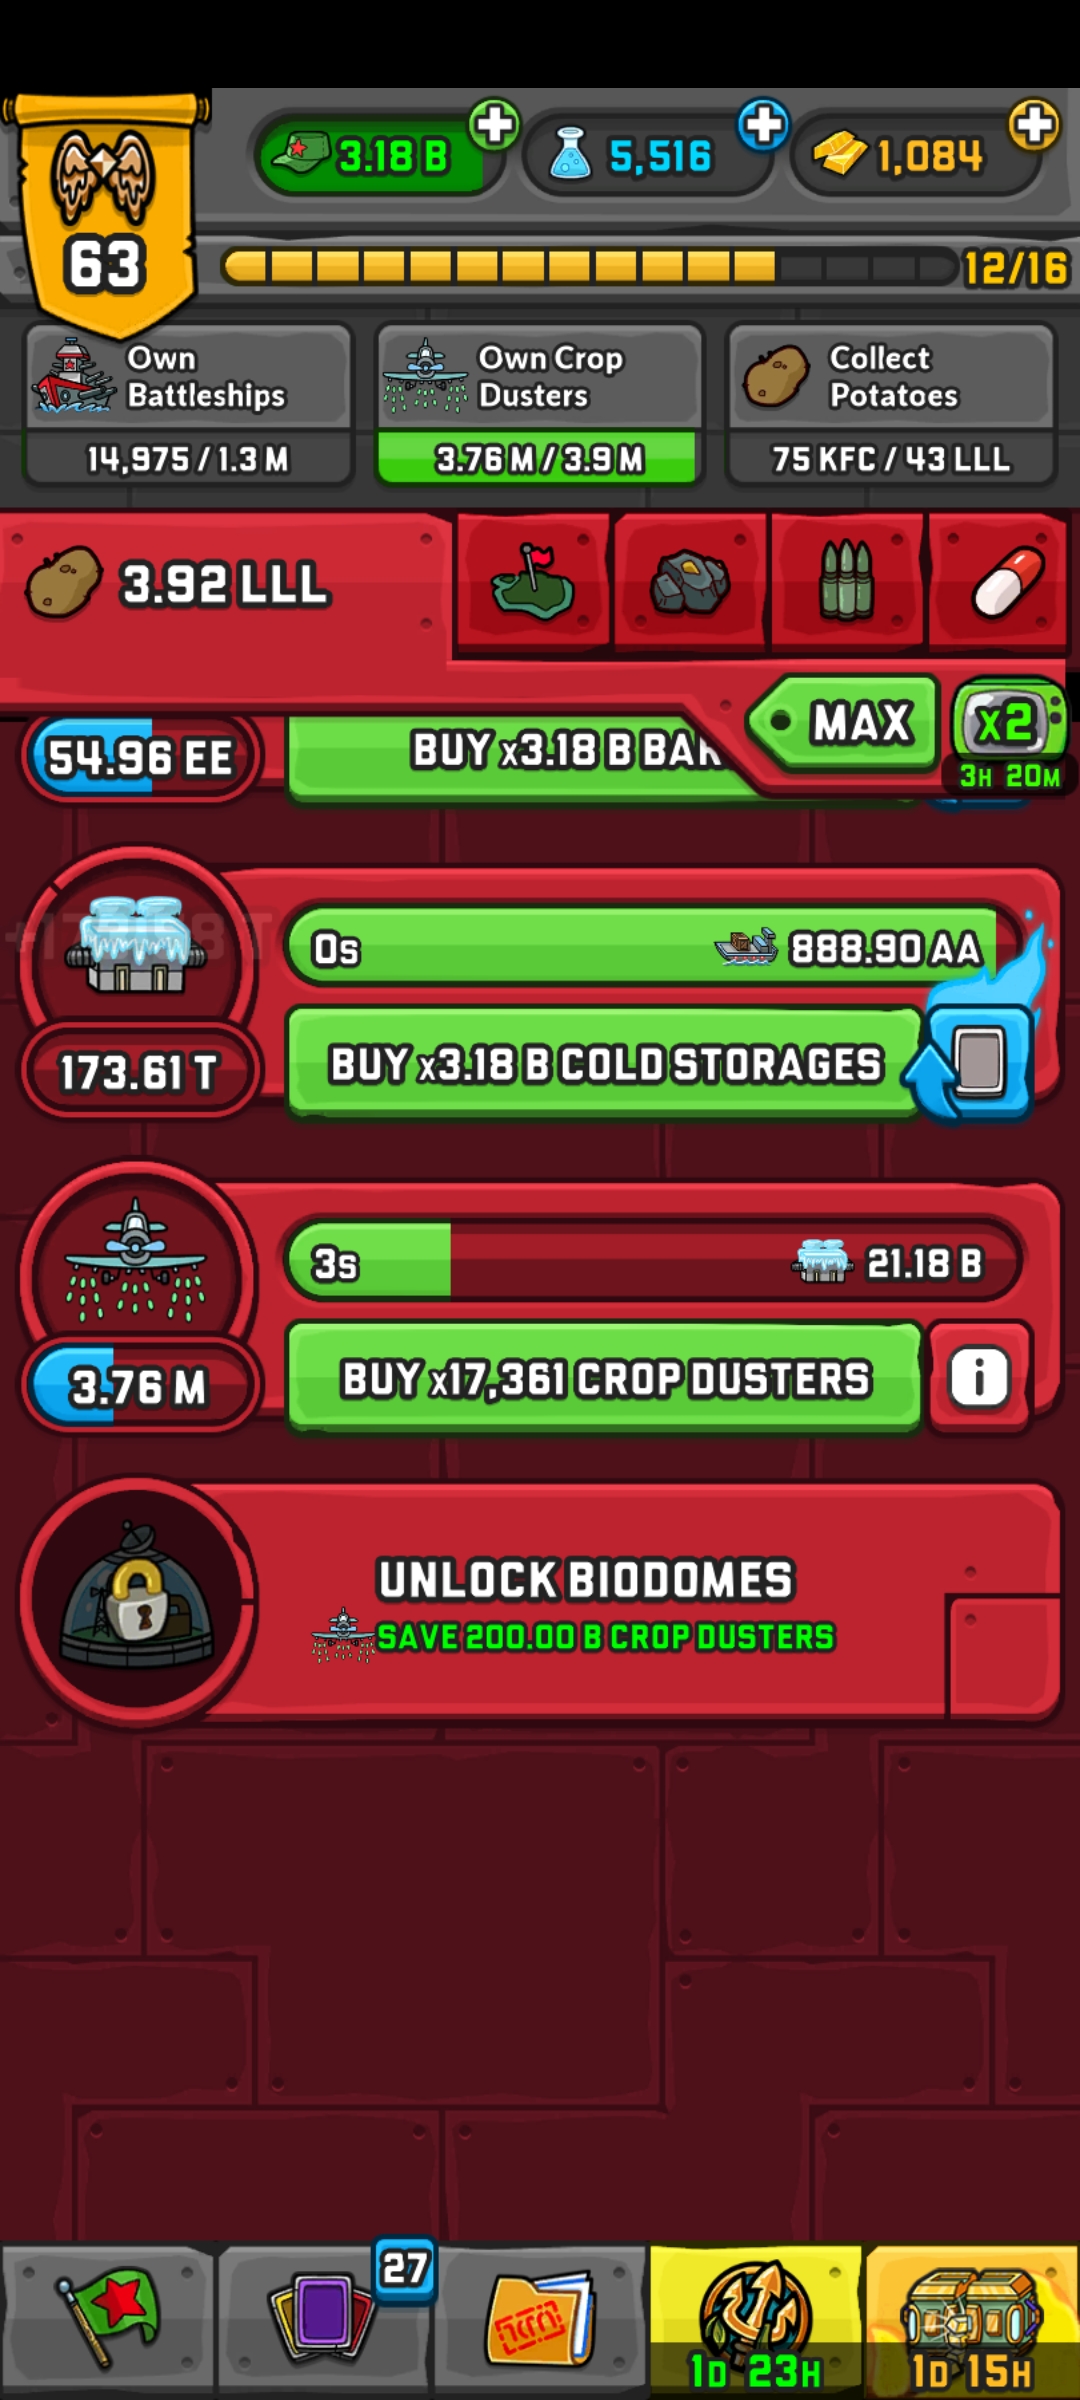 3.18 B
5,516
1,084
63
12/16
Own
Battleships
14,975 / 1.3 M
Own Crop
Dusters
3.76 M / 3.9 M
Collect
Potatoes
75 KFC / 43 LLL
3.92 LLL
MAX
x2
3H 20M
54.96 EE
BUY x3.18 B
0s
888.90 AA
173.61 T
BUY x3.18 B COLD STORAGES
3s
21.18 B
3.76 M
BUY x17,361 CROP DUSTERS
i
UNLOCK BIODOMES
SAVE 200.00 B CROP DUSTERS
27
1D 23H
1D 15H